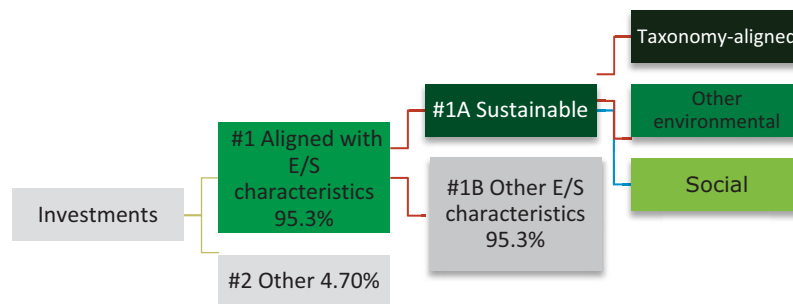 Investments
#1 Aligned with
E/S
characteristics
95.3%
#2 Other 4.70%
#1A Sustainable
#1B Other E/S
characteristics
95.3%
Taxonomy-aligned
Other
environmental
Social